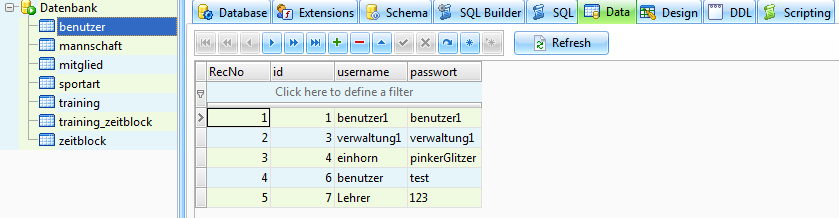 Datenbank
benutzer
mannschaft
mitglied
sportart
training
training_zeitblock
zeitblock
Database Extensions Schema SQL Builder SQL Data Design DDL Scripting
Refresh
RecNo id username passwort
Click here to define a filter
1 1 benutzer1 benutzer1
2 3 verwaltung1 verwaltung1
3 4 einhorn pinkerGlitzer
4 6 benutzer test
5 7 Lehrer 123